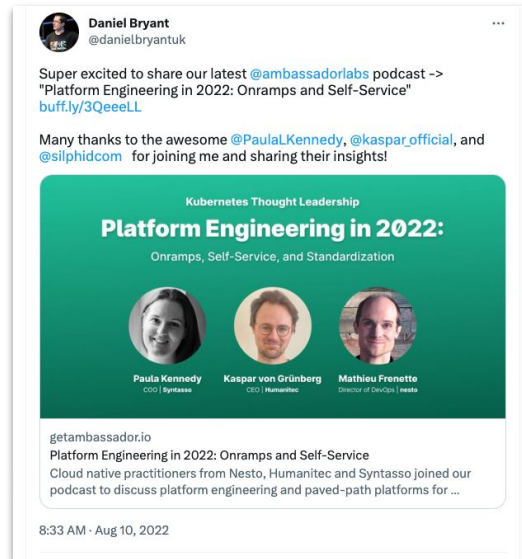 Daniel Bryant
@danielbryantuk
Super excited to share our latest @ambassadorlabs podcast ->
"Platform Engineering in 2022: Onramps and Self-Service"
buff.ly/3QeeeLL
Many thanks to the awesome @PaulaLKennedy, @kaspar_official, and
@silphidcom for joining me and sharing their insights!
Kubernetes Thought Leadership
Platform Engineering in 2022:
Onramps, Self-Service, and Standardization
Paula Kennedy
COO | Syntasso
Kaspar von Grünberg
CEO | Humanitec
Mathieu Frenette
Director of DevOps | nesto
getambassador.io
Platform Engineering in 2022: Onramps and Self-Service
Cloud native practitioners from Nesto, Humanitec and Syntasso joined our
podcast to discuss platform engineering and paved-path platforms for ...
8:33 AM · Aug 10, 2022